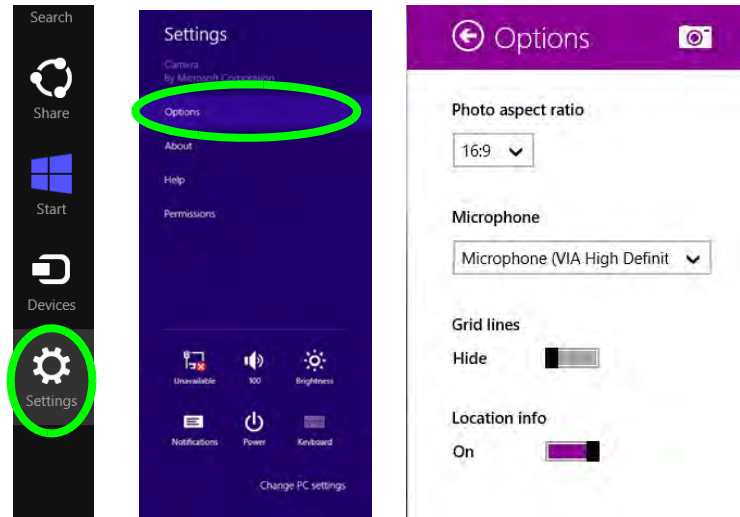 Search
Share
Start
Devices
Settings
Settings
Camera
By Microsoft Corporation
Options
About
Help
Permissions
Unavailable
100
Brightness
Notifications
Power
Keyboard
Change PC settings
Options
Photo aspect ratio
16:9
Microphone
Microphone (VIA High Definit
Grid lines
Hide
Location info
On